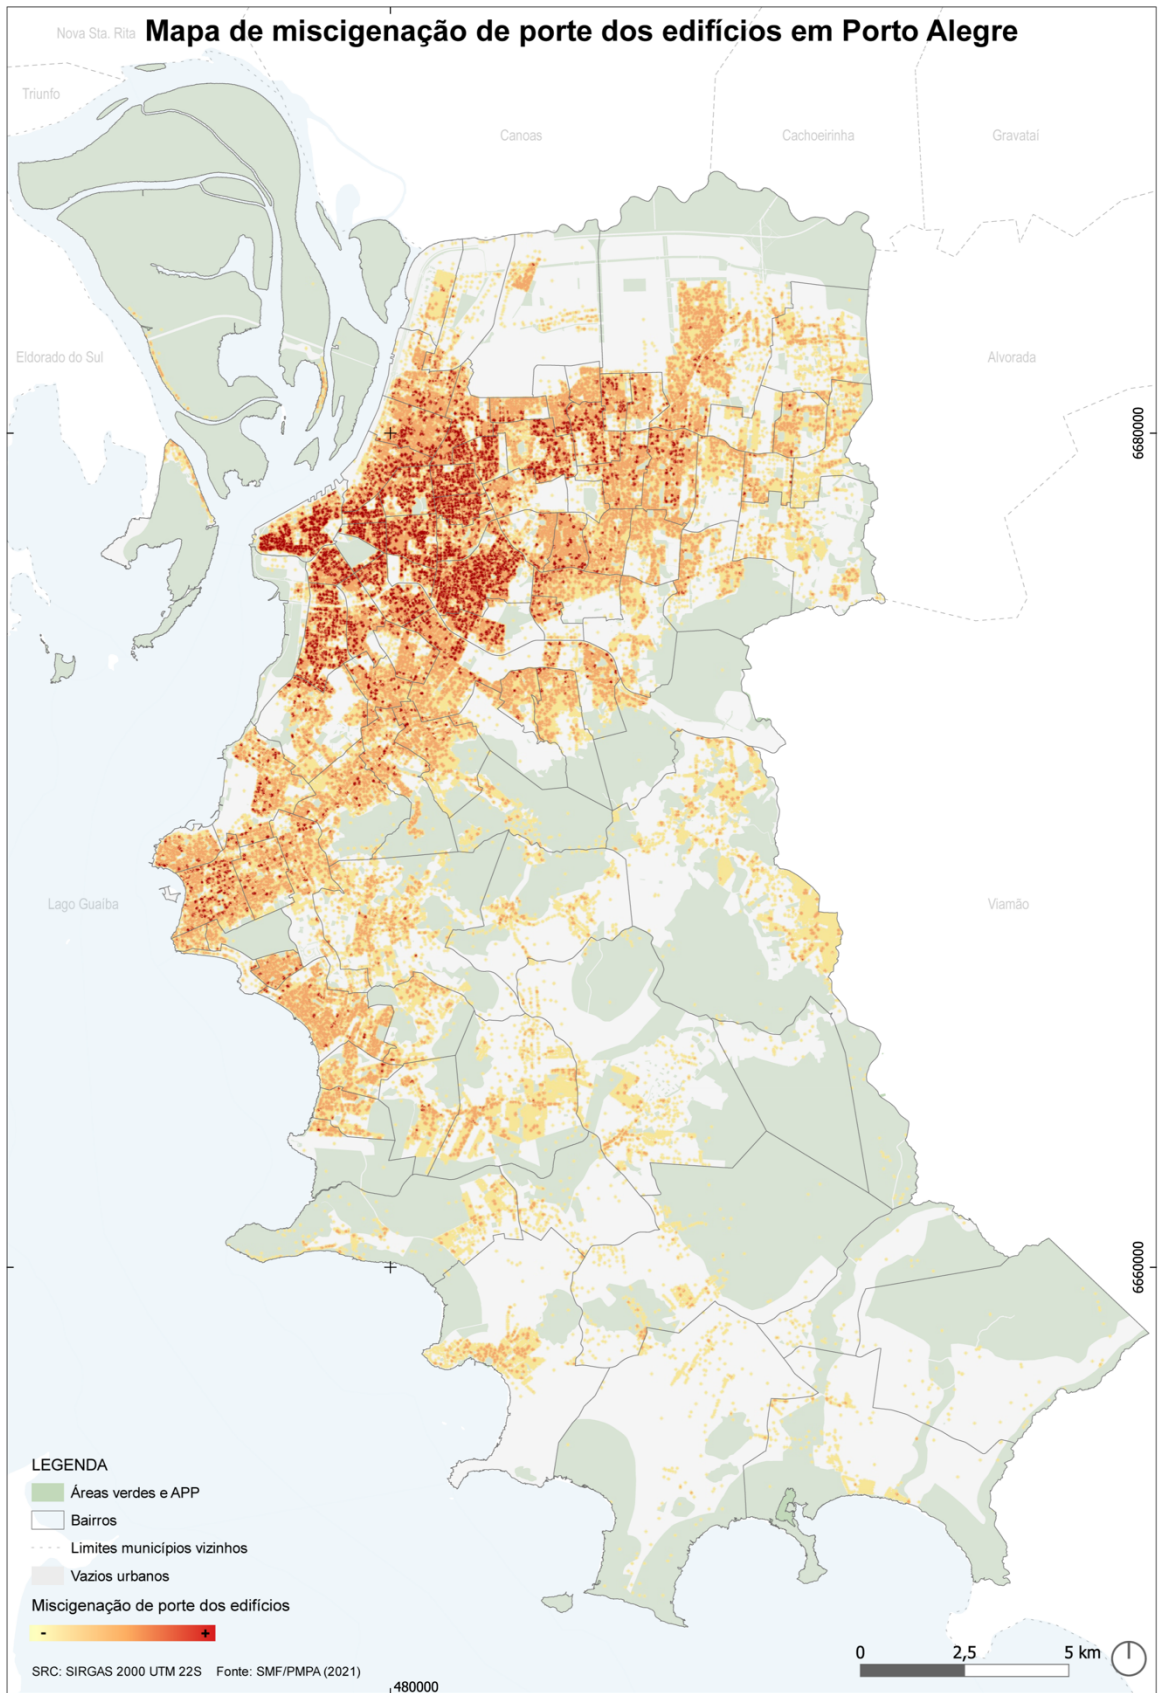 Mapa de miscigenação de porte dos edifícios em Porto Alegre
Nova Sta. Rita
Triunfo
Canoas
Cachoeirinha
Gravataí
Eldorado do Sul
Alvorada
6680000
Lago Guaíba
Viamão
6660000
LEGENDA
Áreas verdes e APP
Bairros
Limites municípios vizinhos
Vazios urbanos
Miscigenação de porte dos edifícios
- +
SRC: SIRGAS 2000 UTM 22S Fonte: SMF/PMPA (2021)
0 2,5 5 km
480000